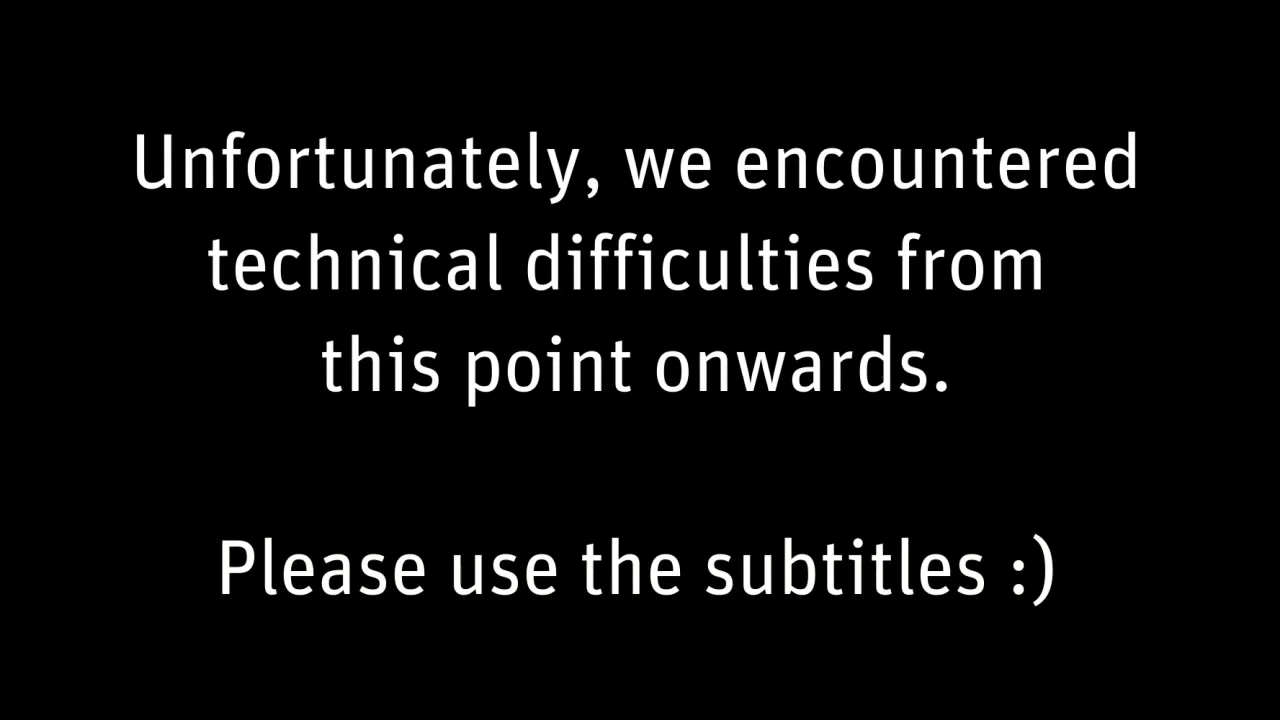 Unfortunately, we encountered
technical difficulties from
this point onwards.
Please use the subtitles :)